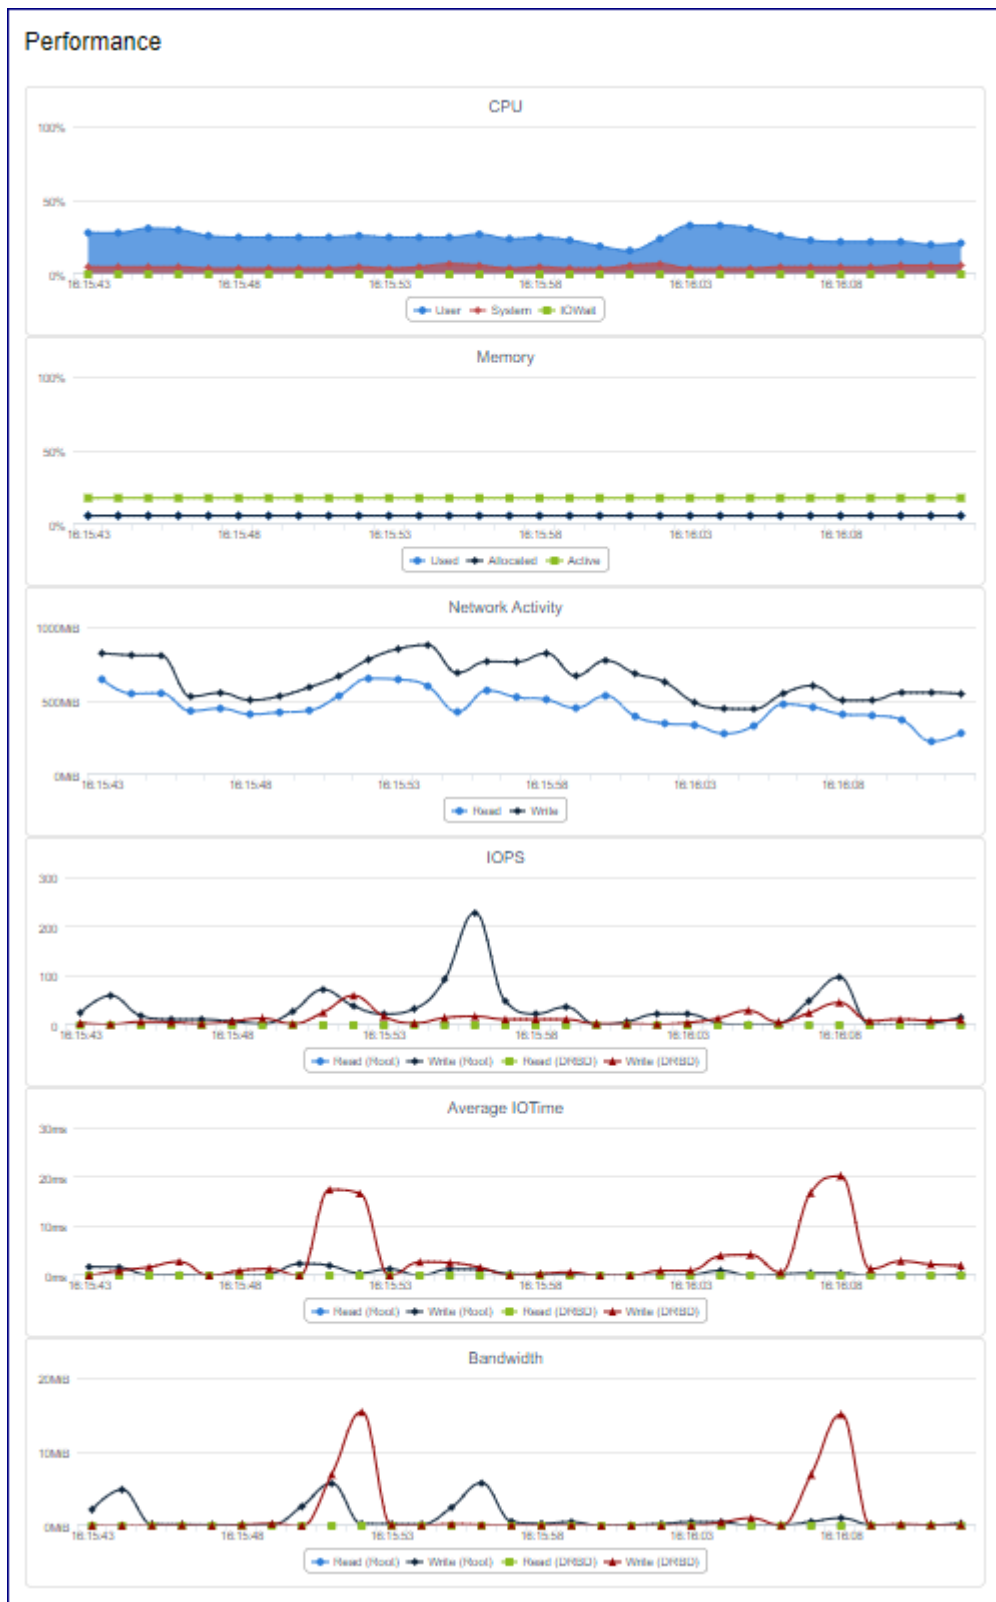 Performance
CPU
100%
50%
0%
16:15:43 16:15:48 16:15:53 16:15:58 16:16:03 16:16:08
User System IOWait
Memory
100%
50%
0%
16:15:43 16:15:48 16:15:53 16:15:58 16:16:03 16:16:08
Used Allocated Active
Network Activity
1000MiB
500MiB
0MiB
16:15:43 16:15:48 16:15:53 16:15:58 16:16:03 16:16:08
Read Write
IOPS
300
200
100
0
16:15:43 16:15:48 16:15:53 16:15:58 16:16:03 16:16:08
Read (Root) Write (Root) Read (DRBD) Write (DRBD)
Average IOTime
30ms
20ms
10ms
0ms
16:15:43 16:15:48 16:15:53 16:15:58 16:16:03 16:16:08
Read (Root) Write (Root) Read (DRBD) Write (DRBD)
Bandwidth
20MiB
10MiB
0MiB
16:15:43 16:15:48 16:15:53 16:15:58 16:16:03 16:16:08
Read (Root) Write (Root) Read (DRBD) Write (DRBD)